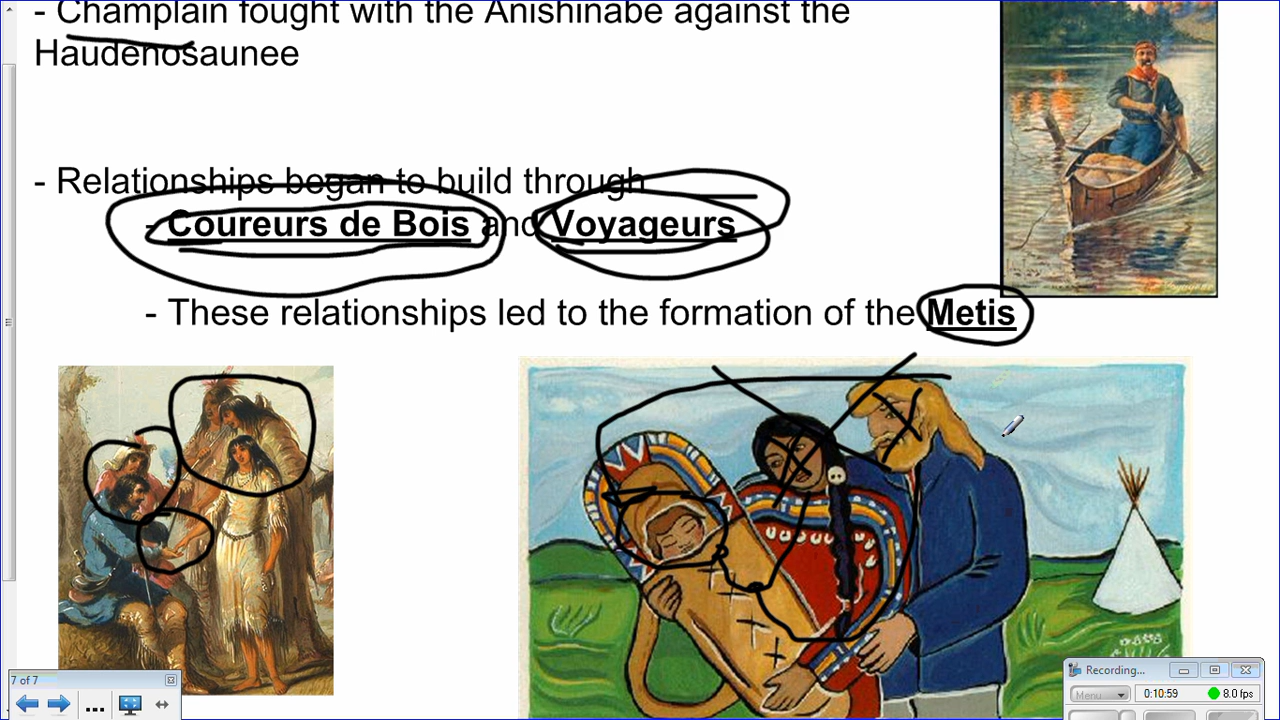 - Champlain fought with the Anishinabe against the
Haudenosaunee
- Relationships began to build through
- Coureurs de Bois and Voyageurs
- These relationships led to the formation of the Metis
7 of 7
...
Recording...
Menu
0:10:59
8.0 fps